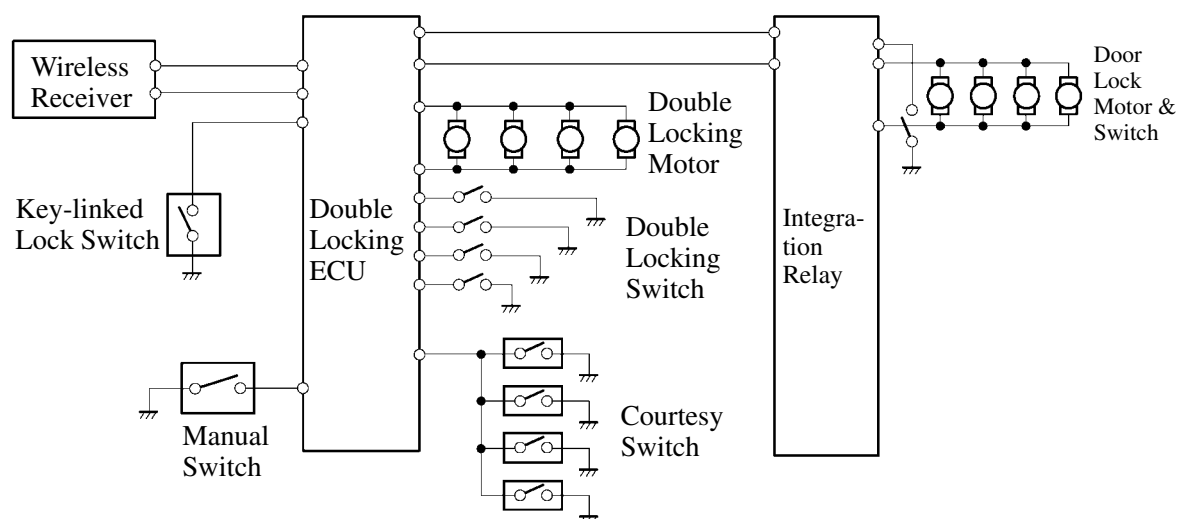 Wireless
Receiver
Key-linked
Lock Switch
Manual
Switch
Double
Locking
ECU
Double
Locking
Motor
Double
Locking
Switch
Courtesy
Switch
Integra-
tion
Relay
Door
Lock
Motor &
Switch